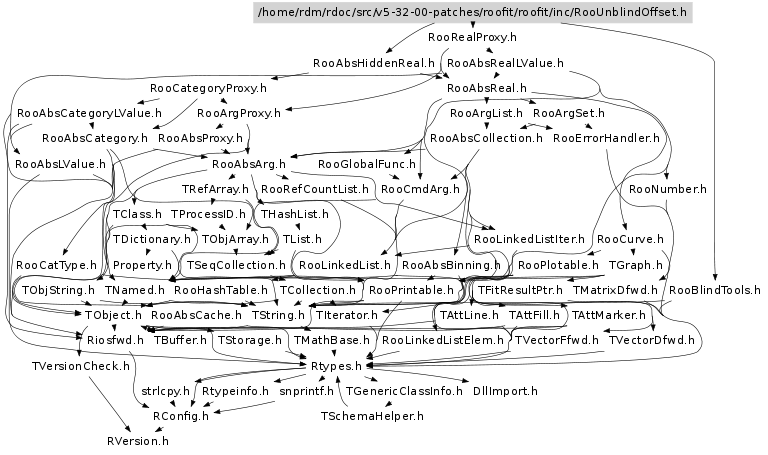 /home/rdm/rdoc/src/v5-32-00-patches/roofit/roofit/inc/RooUnblindOffset.h
RooRealProxy.h
RooAbsHiddenReal.h RooAbsRealLValue.h
RooCategoryProxy.h RooAbsReal.h
RooAbsCategoryLValue.h RooArgProxy.h RooArgList.h RooArgSet.h
RooAbsCategory.h RooAbsProxy.h RooAbsCollection.h RooErrorHandler.h
RooAbsLValue.h RooAbsArg.h RooGlobalFunc.h
TRefArray.h RooRefCountList.h RooCmdArg.h RooNumber.h
TClass.h TProcessID.h THashList.h
TDictionary.h TObjArray.h TList.h RooLinkedListIter.h RooCurve.h
RooCatType.h Property.h TSeqCollection.h RooLinkedList.h RooAbsBinning.h RooPlotable.h TGraph.h
TObjString.h TNamed.h RooHashTable.h TCollection.h RooPrintable.h TFitResultPtr.h TMatrixDfwd.h RooBlindTools.h
TObject.h RooAbsCache.h TString.h TIterator.h TAttLine.h TAttFill.h TAttMarker.h
Riosfwd.h TBuffer.h TStorage.h TMathBase.h RooLinkedListElem.h TVectorFfwd.h TVectorDfwd.h
TVersionCheck.h Rtypes.h
strlcpy.h Rtypeinfo.h snprintf.h TGenericClassInfo.h DllImport.h
RConfig.h TSchemaHelper.h
RVersion.h